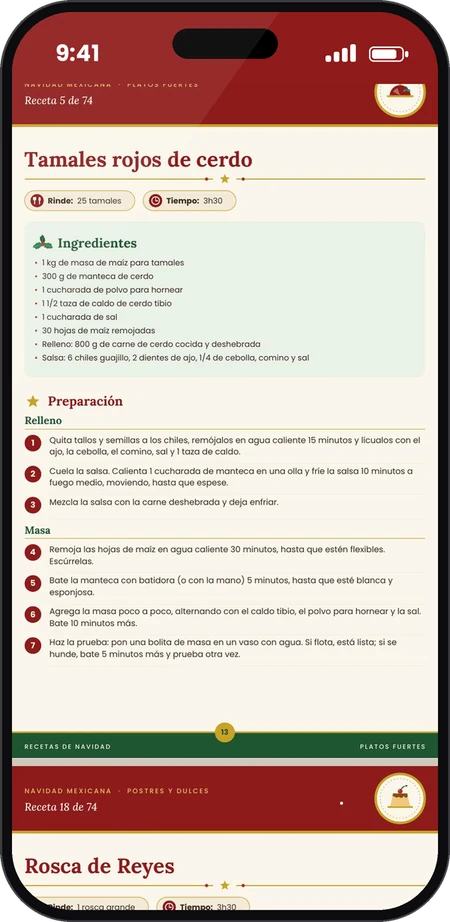 9:41
NAVIDAD MEXICANA · PLATOS FUERTES
Receta 5 de 74
Tamales rojos de cerdo
Rinde: 25 tamales
Tiempo: 3h30
Ingredientes
• 1 kg de masa de maíz para tamales
• 300 g de manteca de cerdo
• 1 cucharada de polvo para hornear
• 1 1/2 taza de caldo de cerdo tibio
• 1 cucharada de sal
• 30 hojas de maíz remojadas
• Relleno: 800 g de carne de cerdo cocida y deshebrada
• Salsa: 6 chiles guajillo, 2 dientes de ajo, 1/4 de cebolla, comino y sal
Preparación
Relleno
1 Quita tallos y semillas a los chiles, remójalos en agua caliente 15 minutos y lícualos con el
ajo, la cebolla, el comino, sal y 1 taza de caldo.
2 Cuela la salsa. Calienta 1 cucharada de manteca en una olla y fríe la salsa 10 minutos a
fuego medio, moviendo, hasta que espese.
3 Mezcla la salsa con la carne deshebrada y deja enfriar.
Masa
4 Remoja las hojas de maíz en agua caliente 30 minutos, hasta que estén flexibles.
Escúrrelas.
5 Bate la manteca con batidora (o con la mano) 5 minutos, hasta que esté blanca y
esponjosa.
6 Agrega la masa poco a poco, alternando con el caldo tibio, el polvo para hornear y la sal.
Bate 10 minutos más.
7 Haz la prueba: pon una bolita de masa en un vaso con agua. Si flota, está lista; si se
hunde, bate 5 minutos más y prueba otra vez.
13
RECETAS DE NAVIDAD
PLATOS FUERTES
NAVIDAD MEXICANA · POSTRES Y DULCES
Receta 18 de 74
Rosca de Reyes
Rinde: 1 rosca grande
Tiempo: 3h30